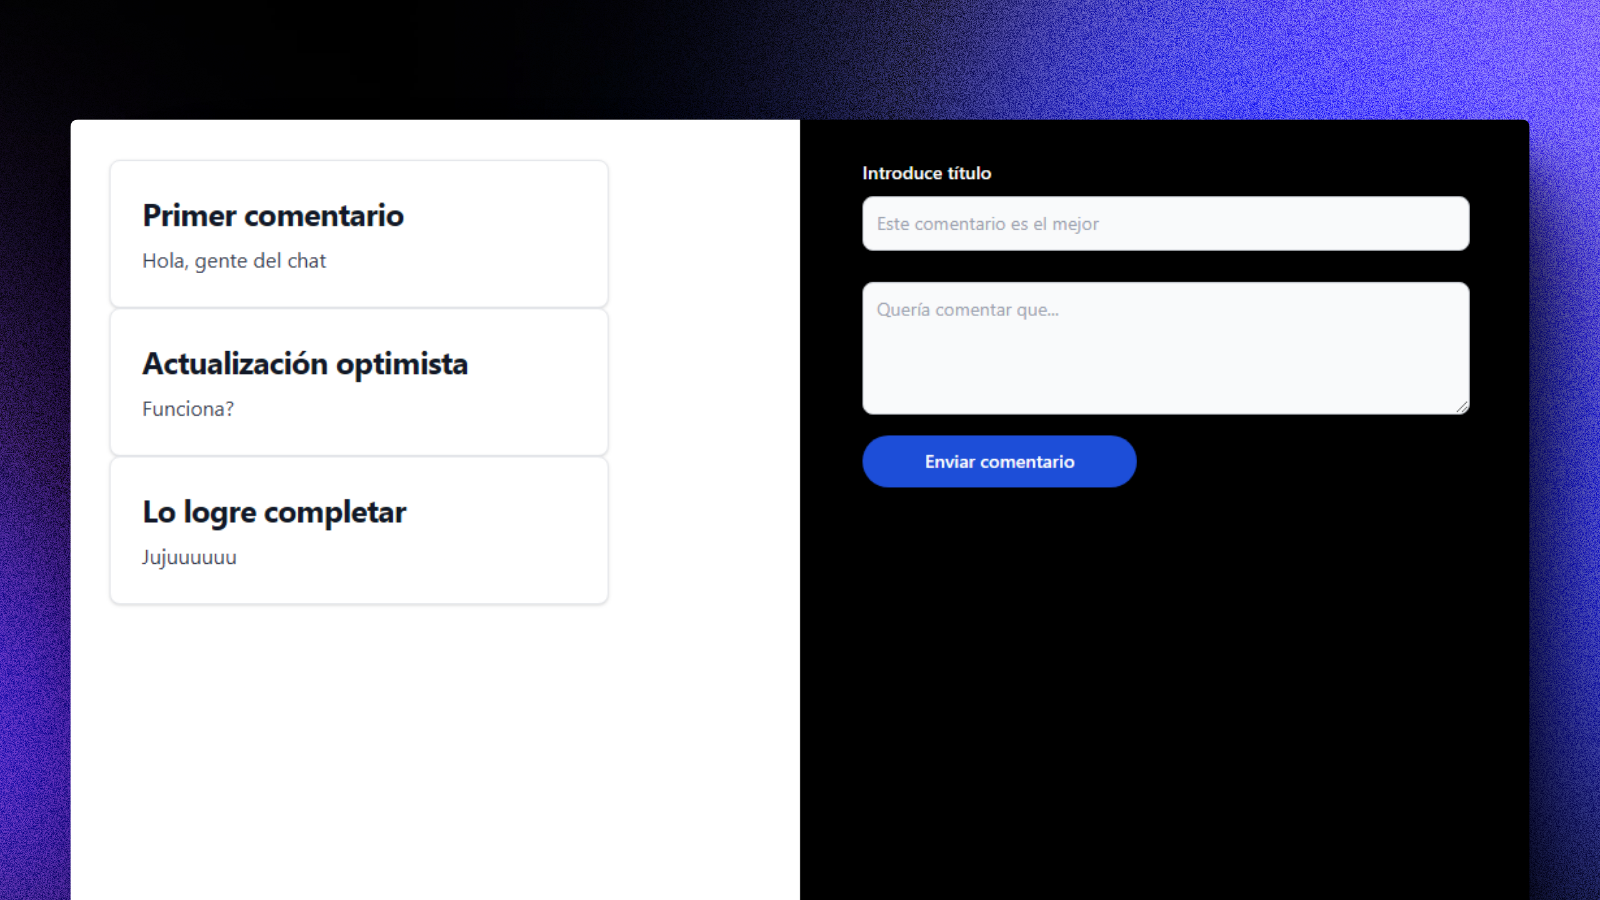 Primer comentario
Hola, gente del chat
Actualización optimista
Funciona?
Lo logre completar
Jujuuuuuu
Introduce título
Este comentario es el mejor
Quería comentar que...
Enviar comentario